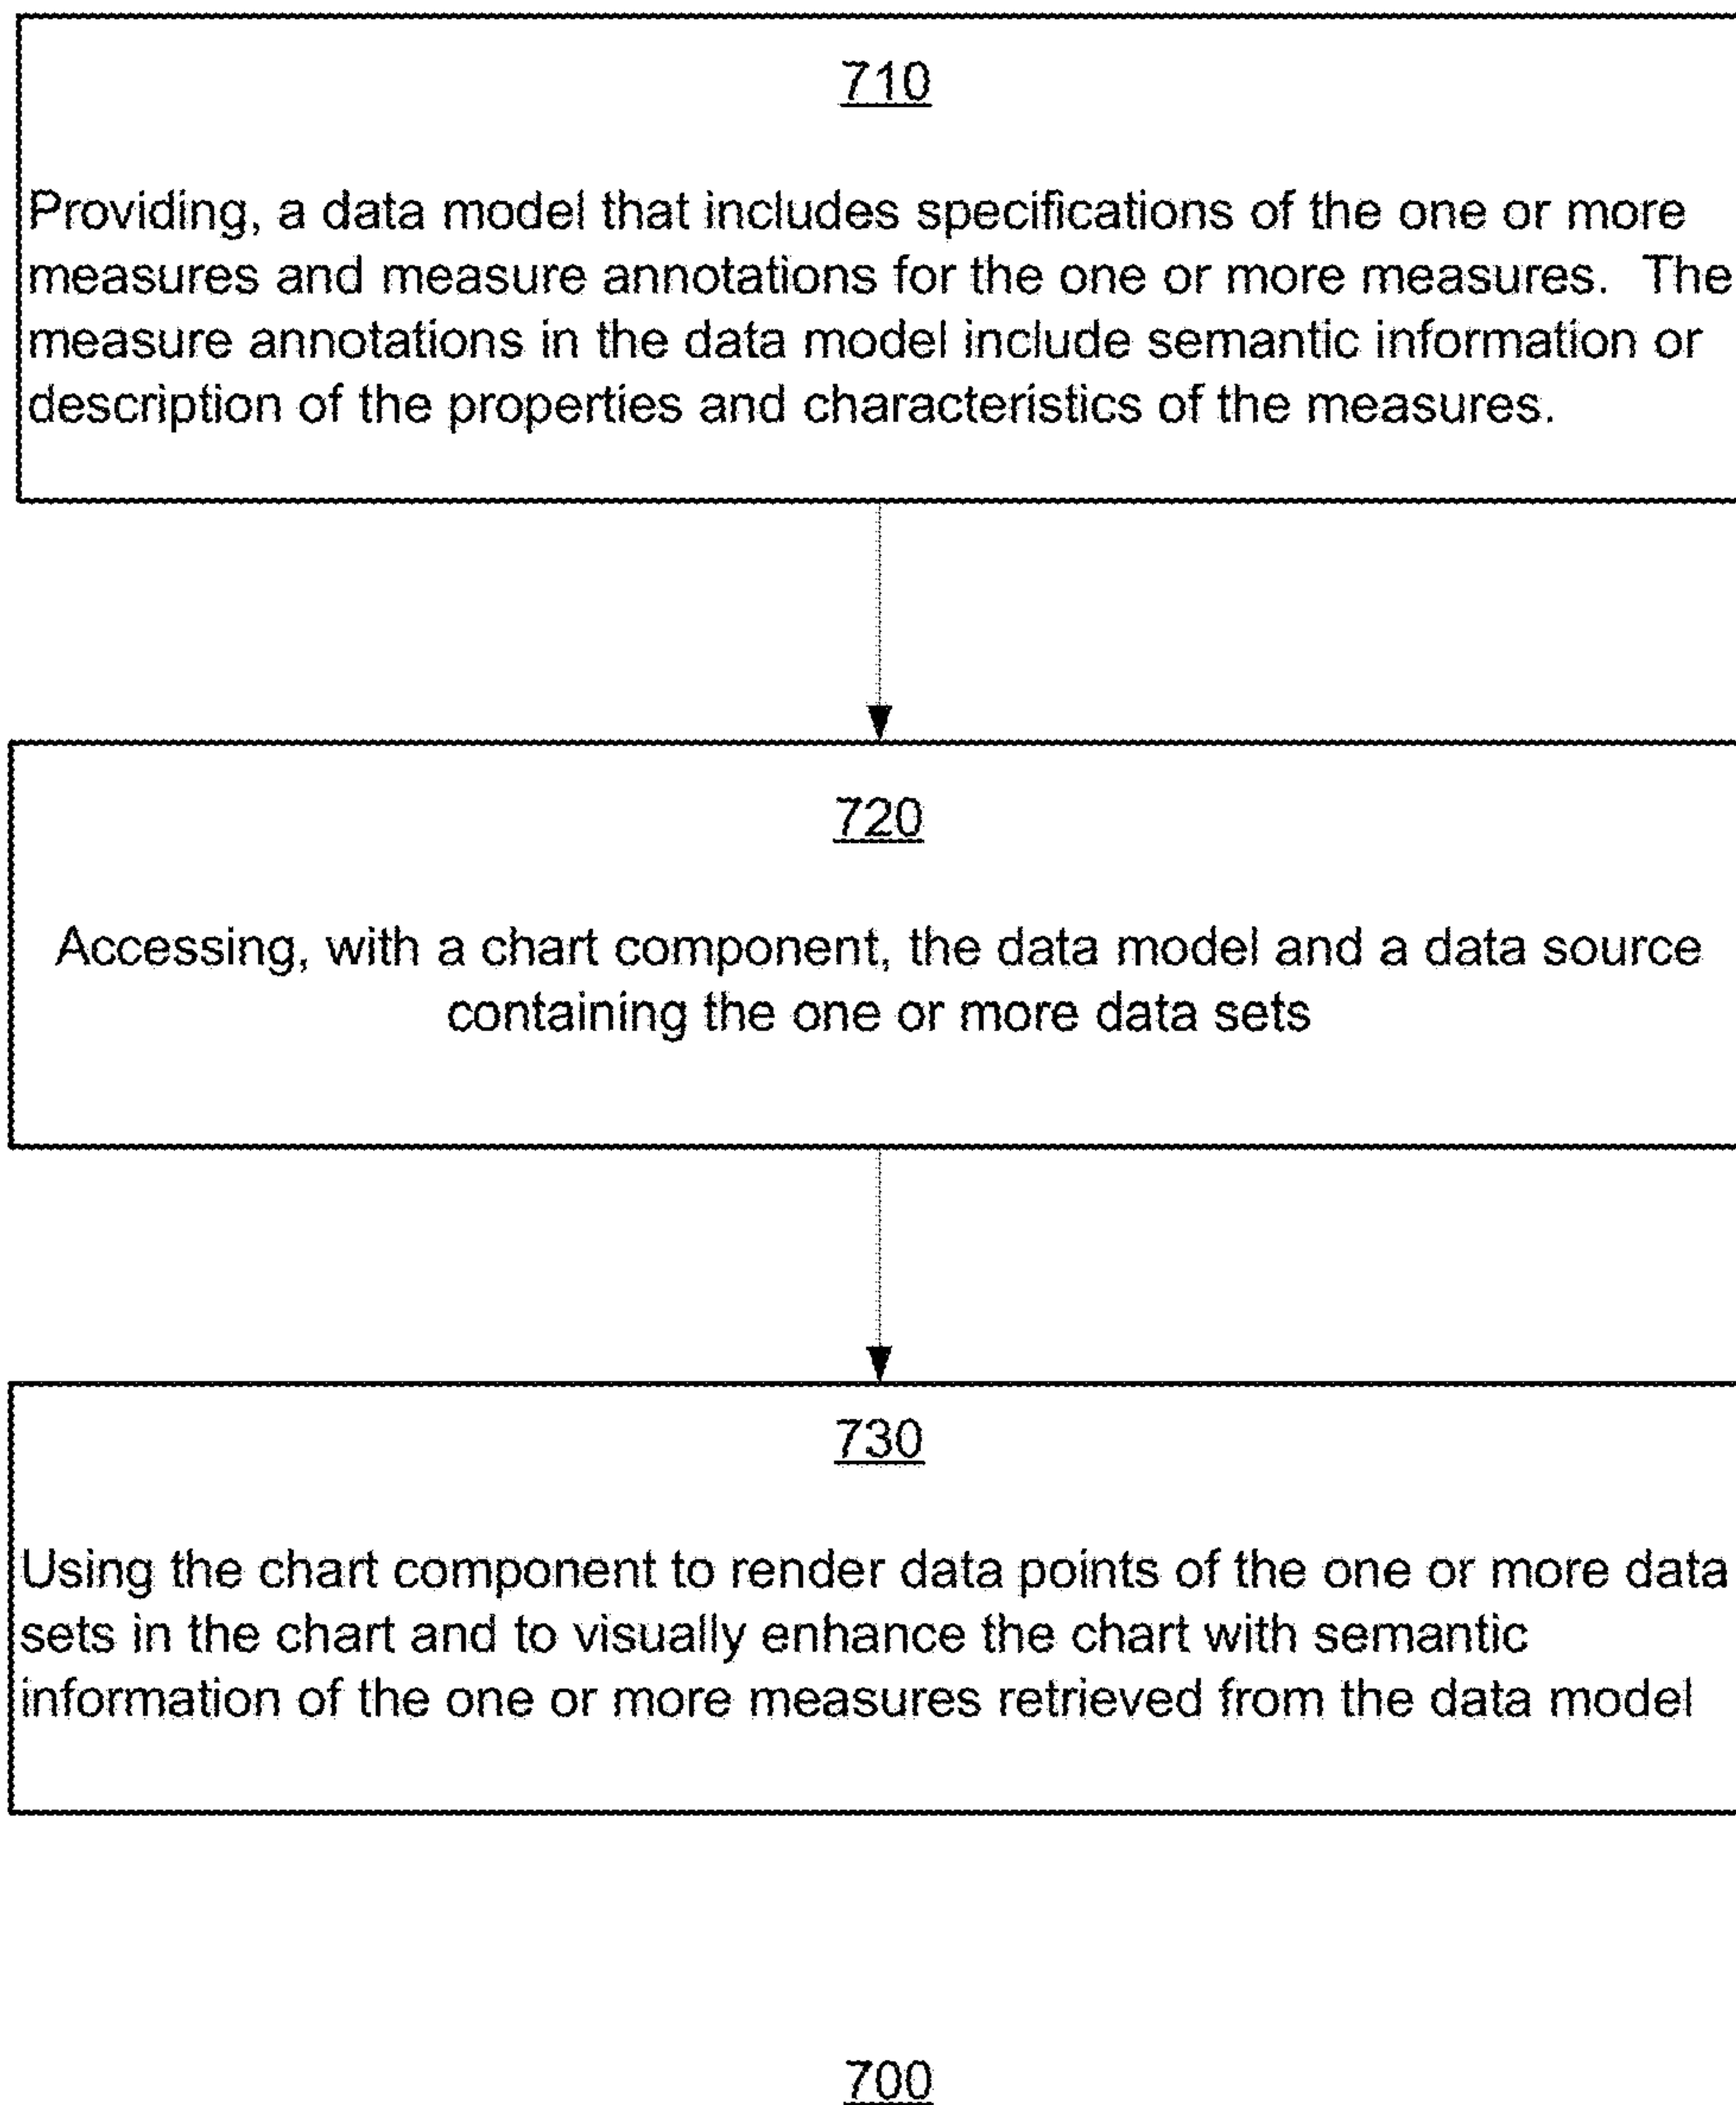 710
Providing, a data model that includes specifications of the one or more
measures and measure annotations for the one or more measures.  The
measure annotations in the data model include semantic information or
description of the properties and characteristics of the measures.
720
Accessing, with a chart component, the data model and a data source
containing the one or more data sets
730
Using the chart component to render data points of the one or more data
sets in the chart and to visually enhance the chart with semantic
information of the one or more measures retrieved from the data model
700